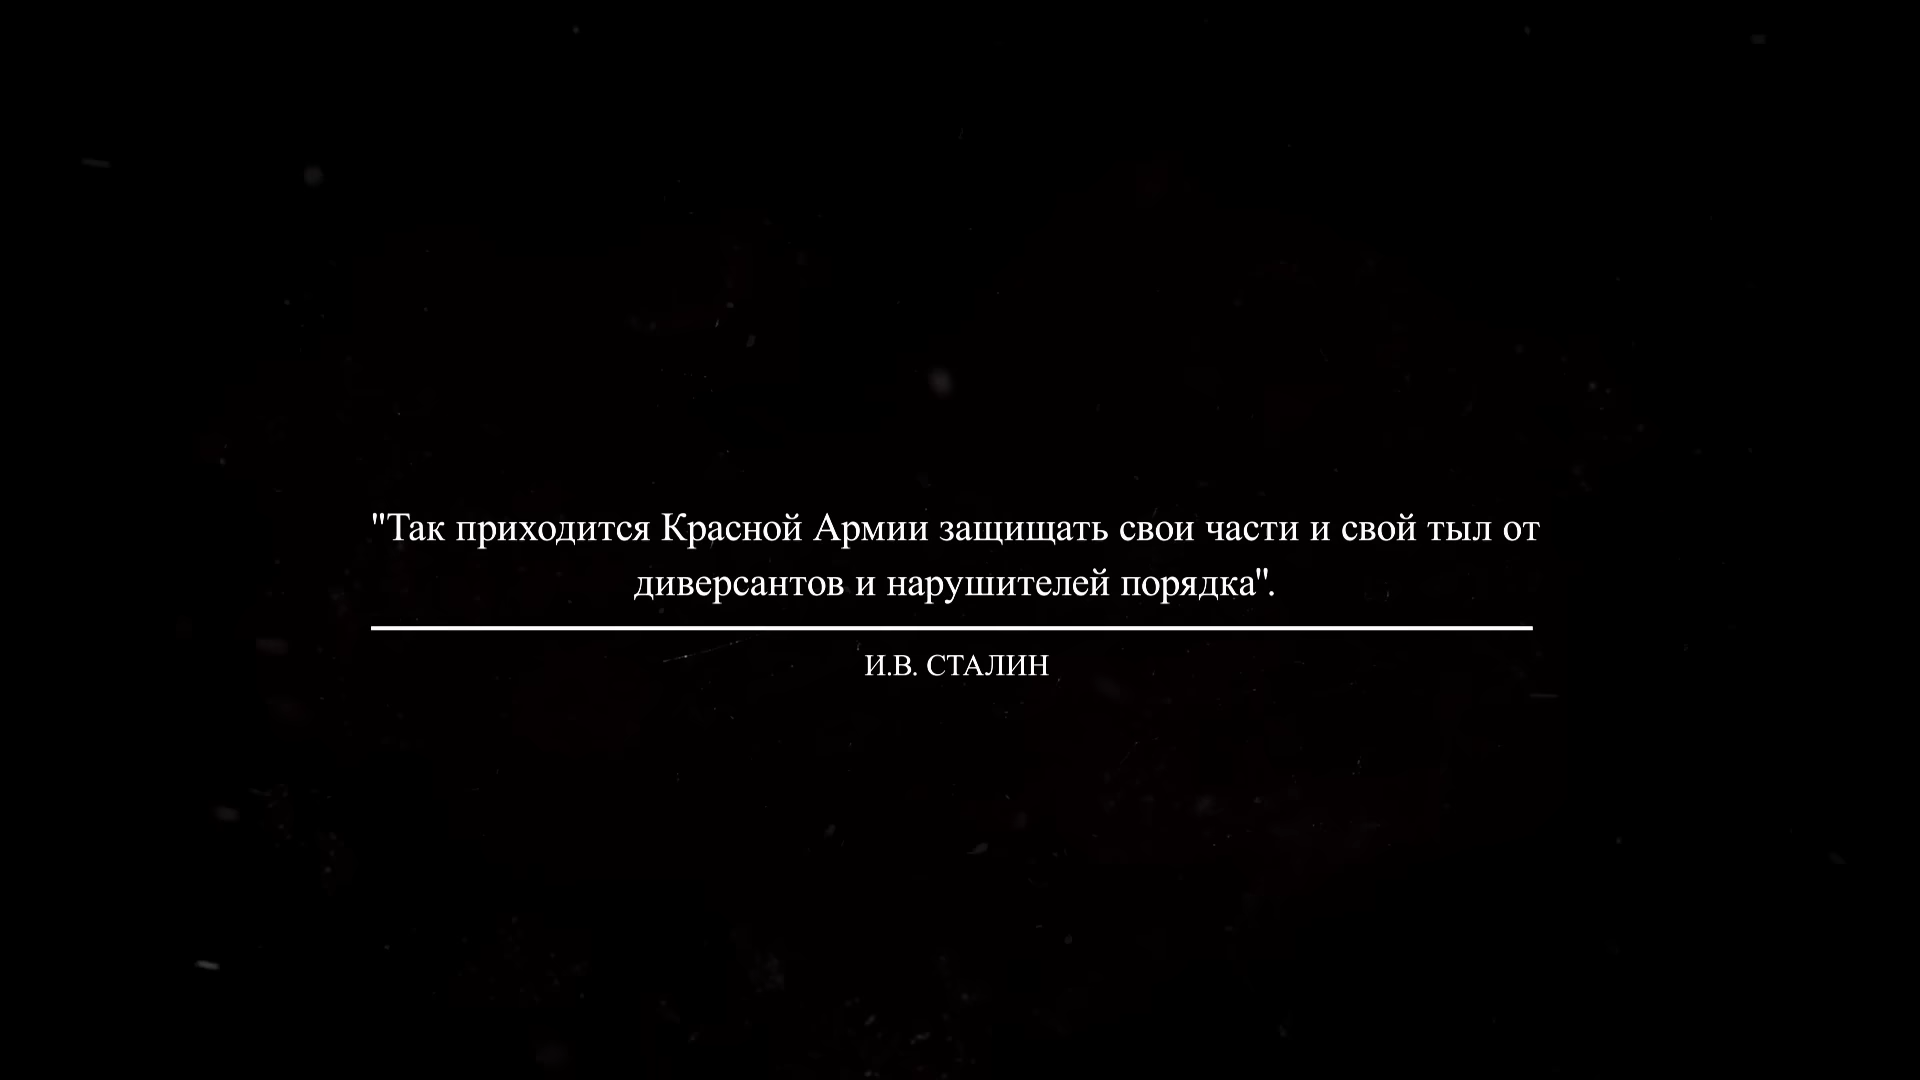 "Так приходится Красной Армии защищать свои части и свой тыл от
диверсантов и нарушителей порядка".
И.В. СТАЛИН